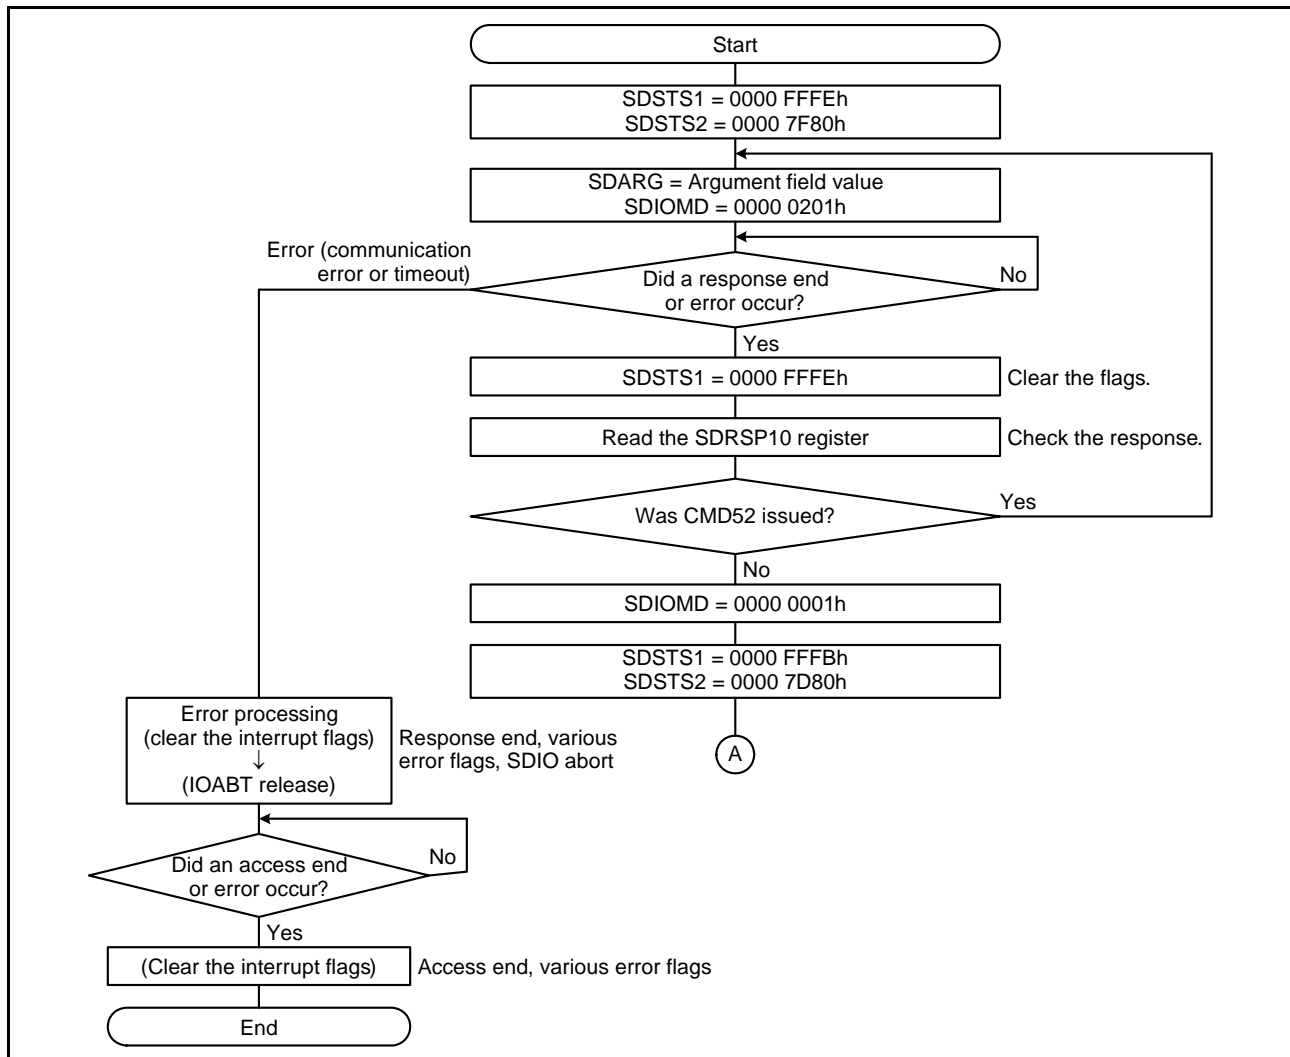 Start
SDSTS1 = 0000 FFFEh
SDSTS2 = 0000 7F80h
SDARG = Argument field value
SDIOMD = 0000 0201h
Error (communication
error or timeout)
Did a response end
or error occur?
No
Yes
SDSTS1 = 0000 FFFEh
Clear the flags.
Read the SDRSP10 register
Check the response.
Was CMD52 issued?
Yes
No
SDIOMD = 0000 0001h
SDSTS1 = 0000 FFFBh
SDSTS2 = 0000 7D80h
A
Error processing
(clear the interrupt flags)
↓
(IOABT release)
Response end, various
error flags, SDIO abort
Did an access end
or error occur?
No
Yes
(Clear the interrupt flags)
Access end, various error flags
End